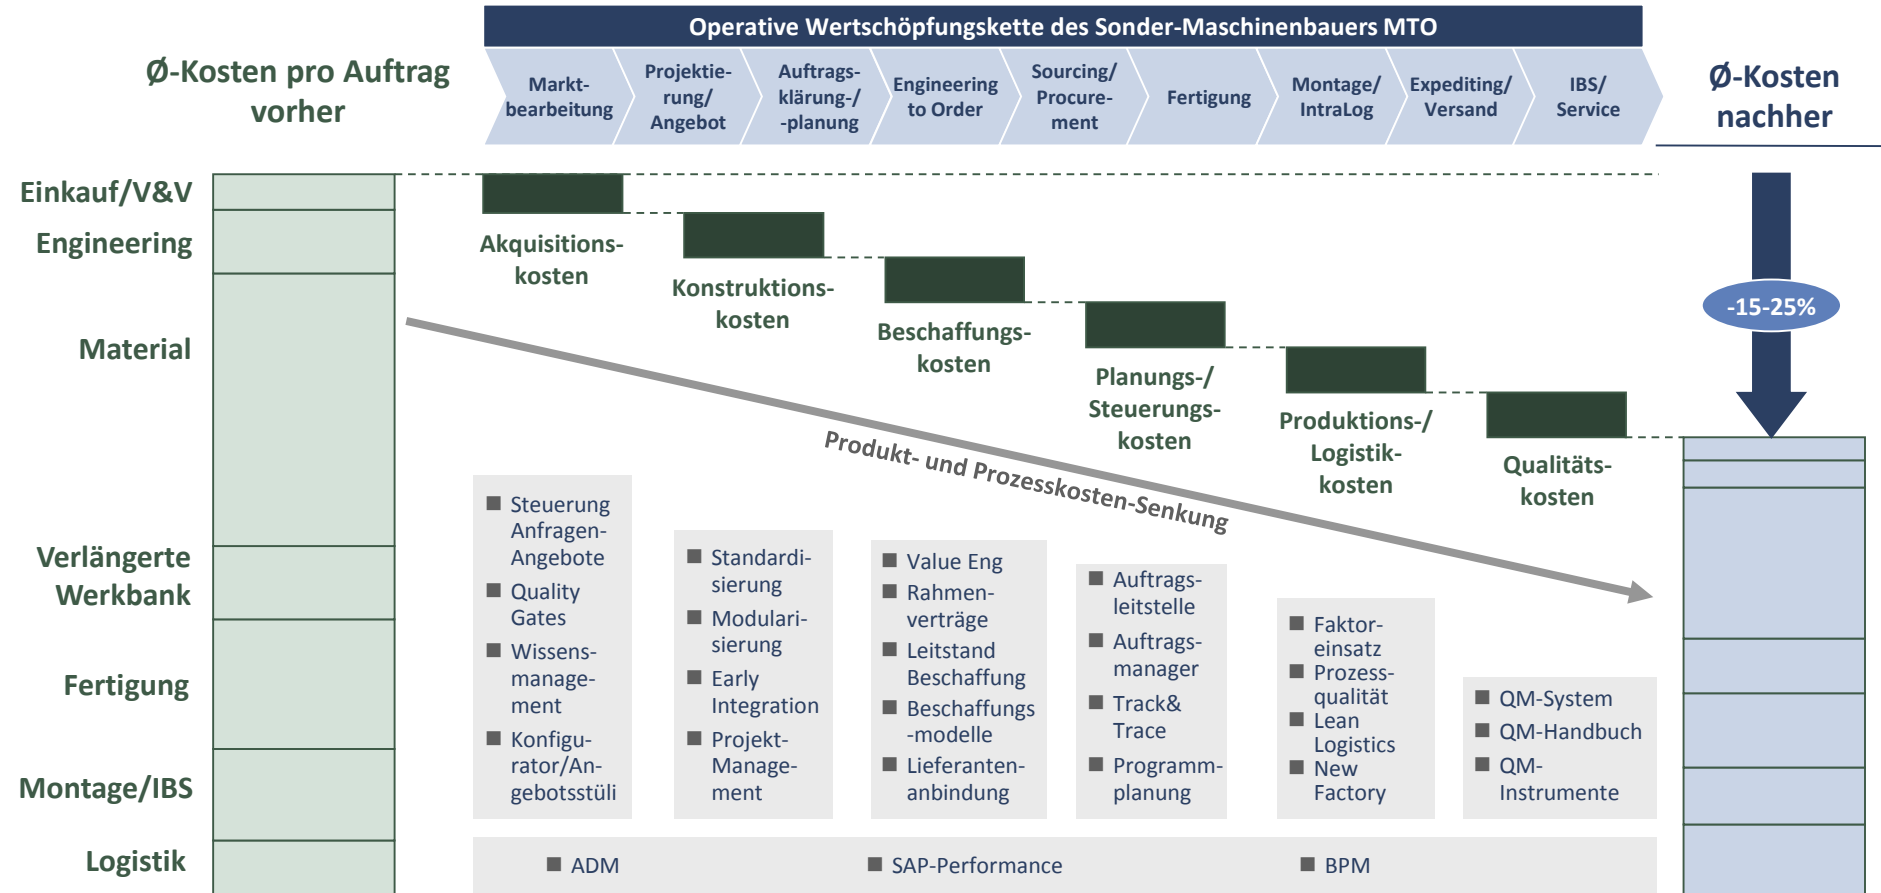 Operative Wertschöpfungskette des Sonder-Maschinenbauers MTO
Ø-Kosten pro Auftrag
vorher
Markt-
bearbeitung
Projektie-
rung/
Angebot
Auftrags-
klärung-/
-planung
Engineering
to Order
Sourcing/
Procure-
ment
Fertigung
Montage/
IntraLog
Expediting/
Versand
IBS/
Service
Ø-Kosten
nachher
Einkauf/V&V
Engineering
Material
Verlängerte
Werkbank
Fertigung
Montage/IBS
Logistik
Akquisitions-
kosten
Konstruktions-
kosten
Beschaffungs-
kosten
Planungs-/
Steuerungs-
kosten
Produktions-/
Logistik-
kosten
Qualitäts-
kosten
-15-25%
Produkt- und Prozesskosten-Senkung
■ Steuerung
Anfragen-
Angebote
■ Quality
Gates
■ Wissens-
manage-
ment
■ Konfigu-
rator/An-
gebotsstüli
■ Standardi-
sierung
■ Modulari-
sierung
■ Early
Integration
■ Projekt-
Manage-
ment
■ Value Eng
■ Rahmen-
verträge
■ Leitstand
Beschaffung
■ Beschaffungs
-modelle
■ Lieferanten-
anbindung
■ Auftrags-
leitstelle
■ Auftrags-
manager
■ Track&
Trace
■ Programm-
planung
■ Faktor-
einsatz
■ Prozess-
qualität
■ Lean
Logistics
■ New
Factory
■ QM-System
■ QM-Handbuch
■ QM-
Instrumente
■ ADM
■ SAP-Performance
■ BPM